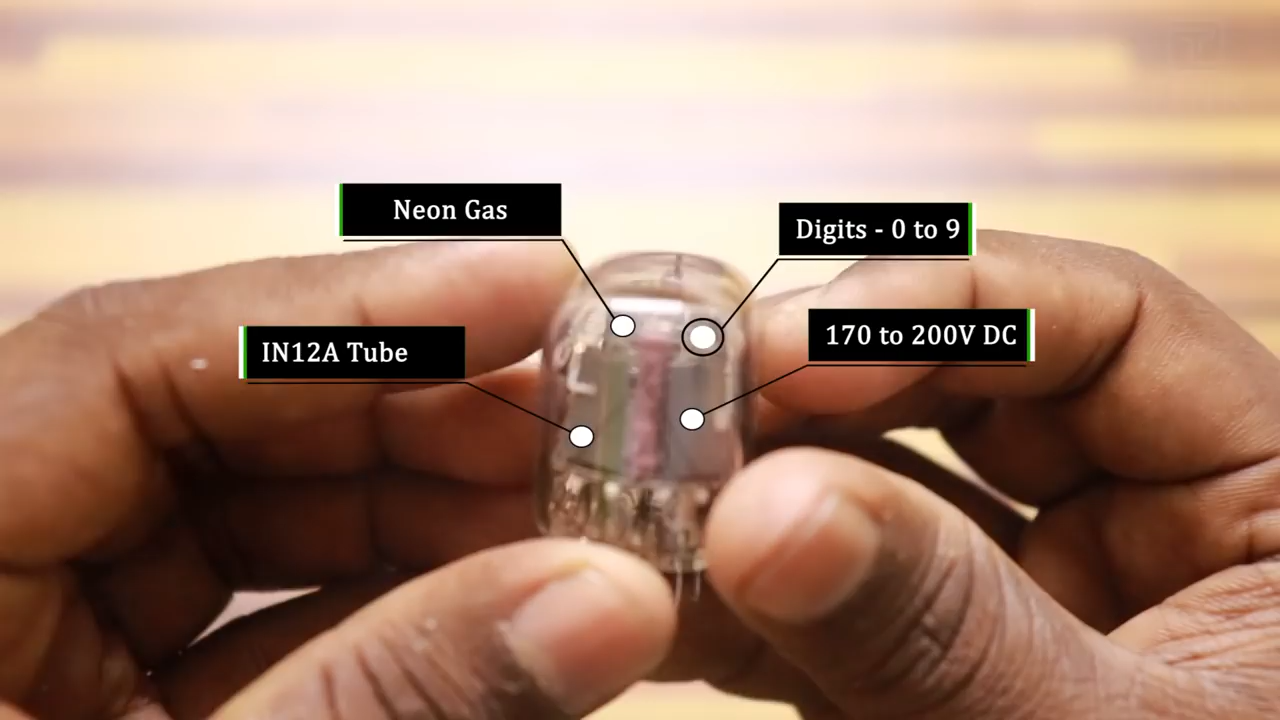 Neon Gas
Digits - 0 to 9
IN12A Tube
170 to 200V DC